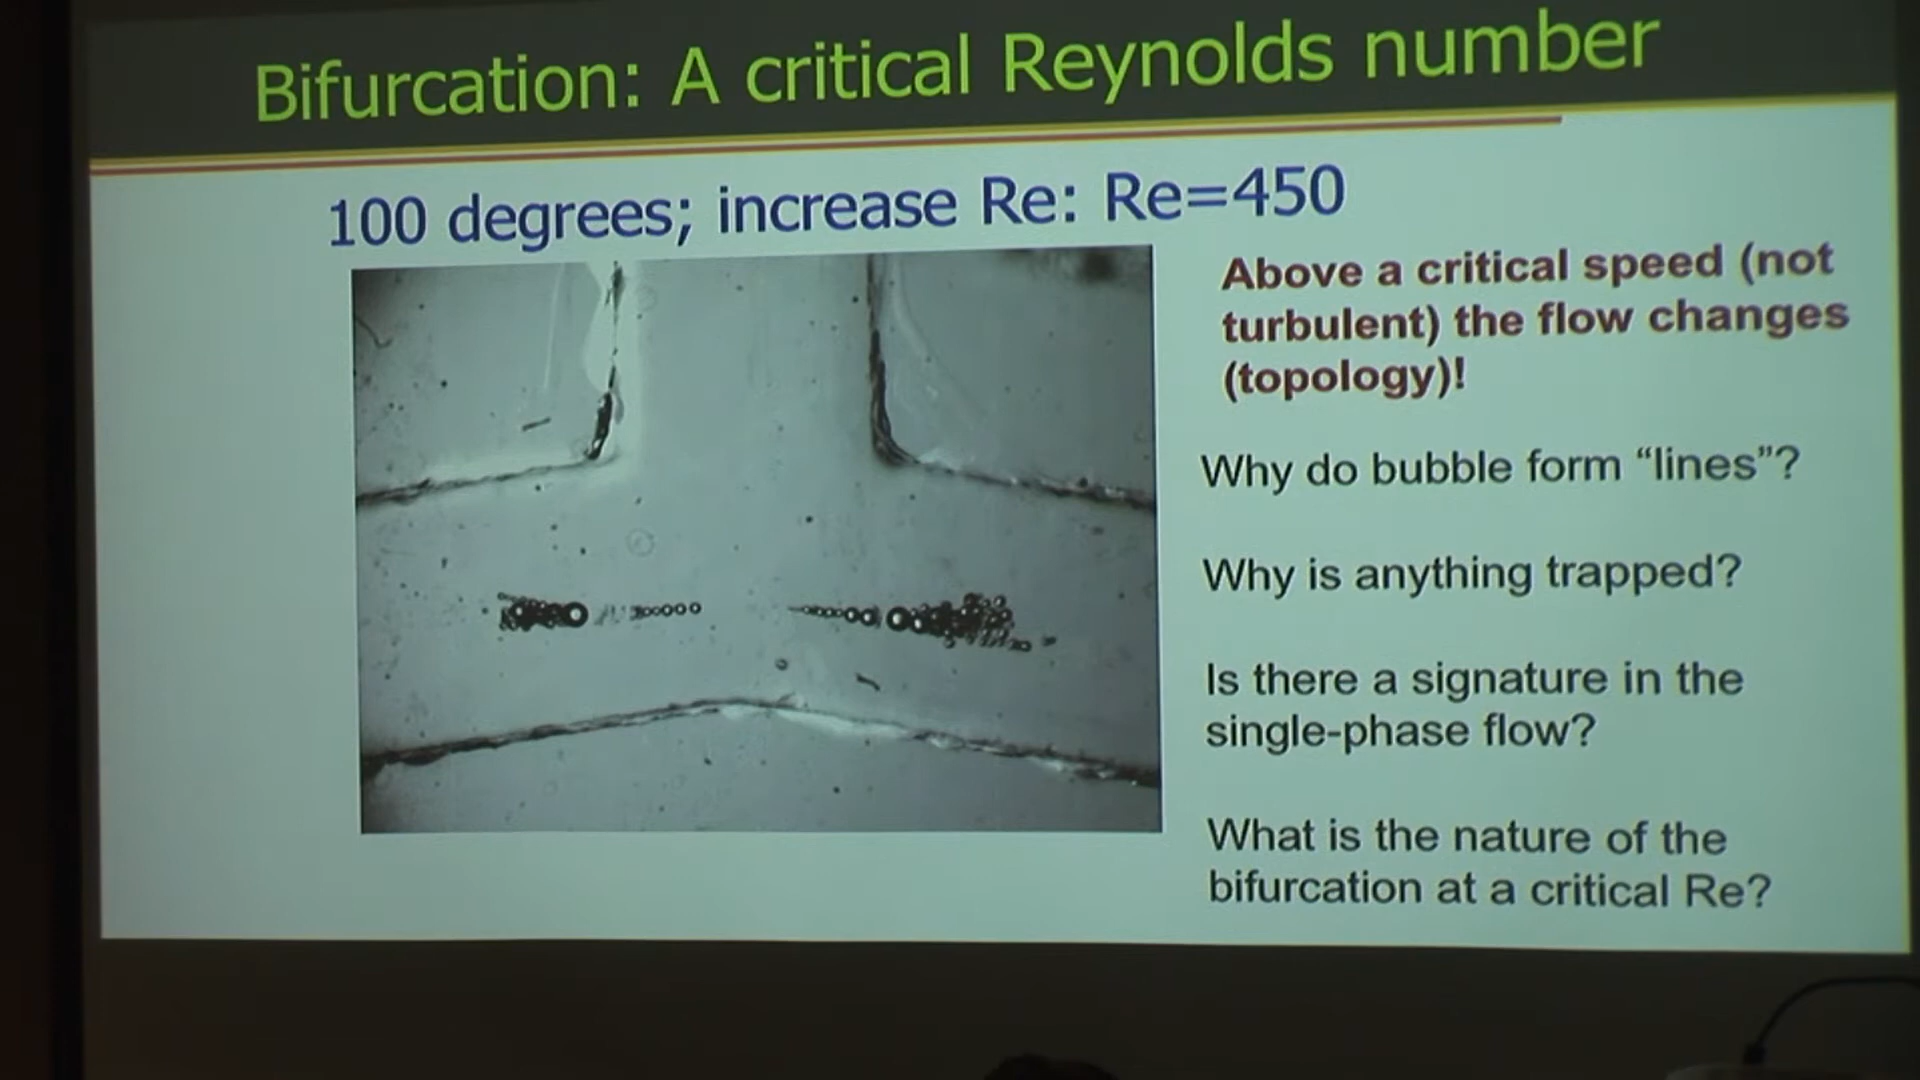 Bifurcation: A critical Reynolds number
100 degrees; increase Re: Re=450
Above a critical speed (not
turbulent) the flow changes
(topology)!
Why do bubble form “lines”?
Why is anything trapped?
Is there a signature in the
single-phase flow?
What is the nature of the
bifurcation at a critical Re?